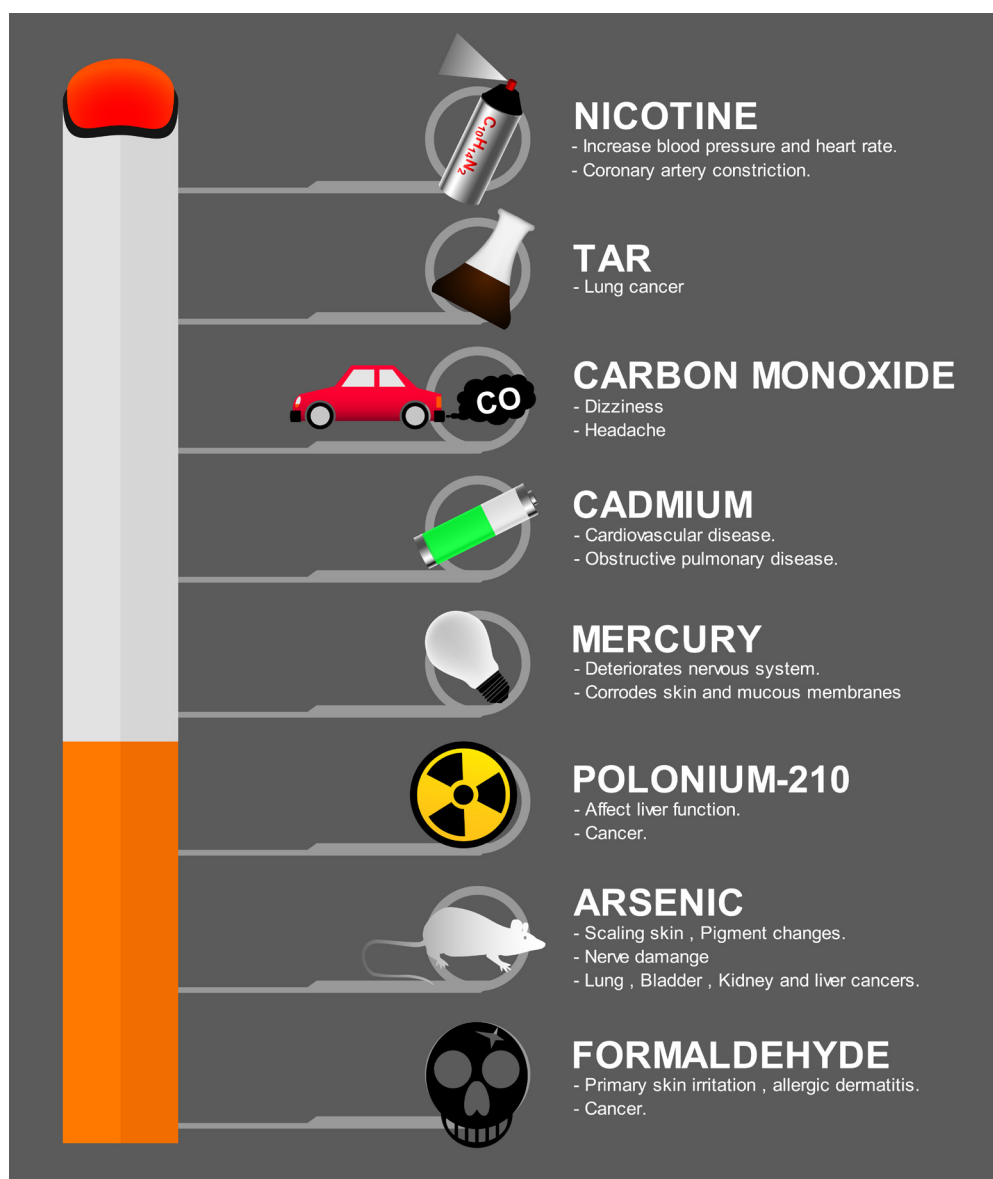 C₁₀H₁₄N₂
NICOTINE
- Increase blood pressure and heart rate.
- Coronary artery constriction.
TAR
- Lung cancer
CO
CARBON MONOXIDE
- Dizziness
- Headache
CADMIUM
- Cardiovascular disease.
- Obstructive pulmonary disease.
MERCURY
- Deteriorates nervous system.
- Corrodes skin and mucous membranes
POLONIUM-210
- Affect liver function.
- Cancer.
ARSENIC
- Scaling skin , Pigment changes.
- Nerve damange
- Lung , Bladder , Kidney and liver cancers.
FORMALDEHYDE
- Primary skin irritation , allergic dermatitis.
- Cancer.